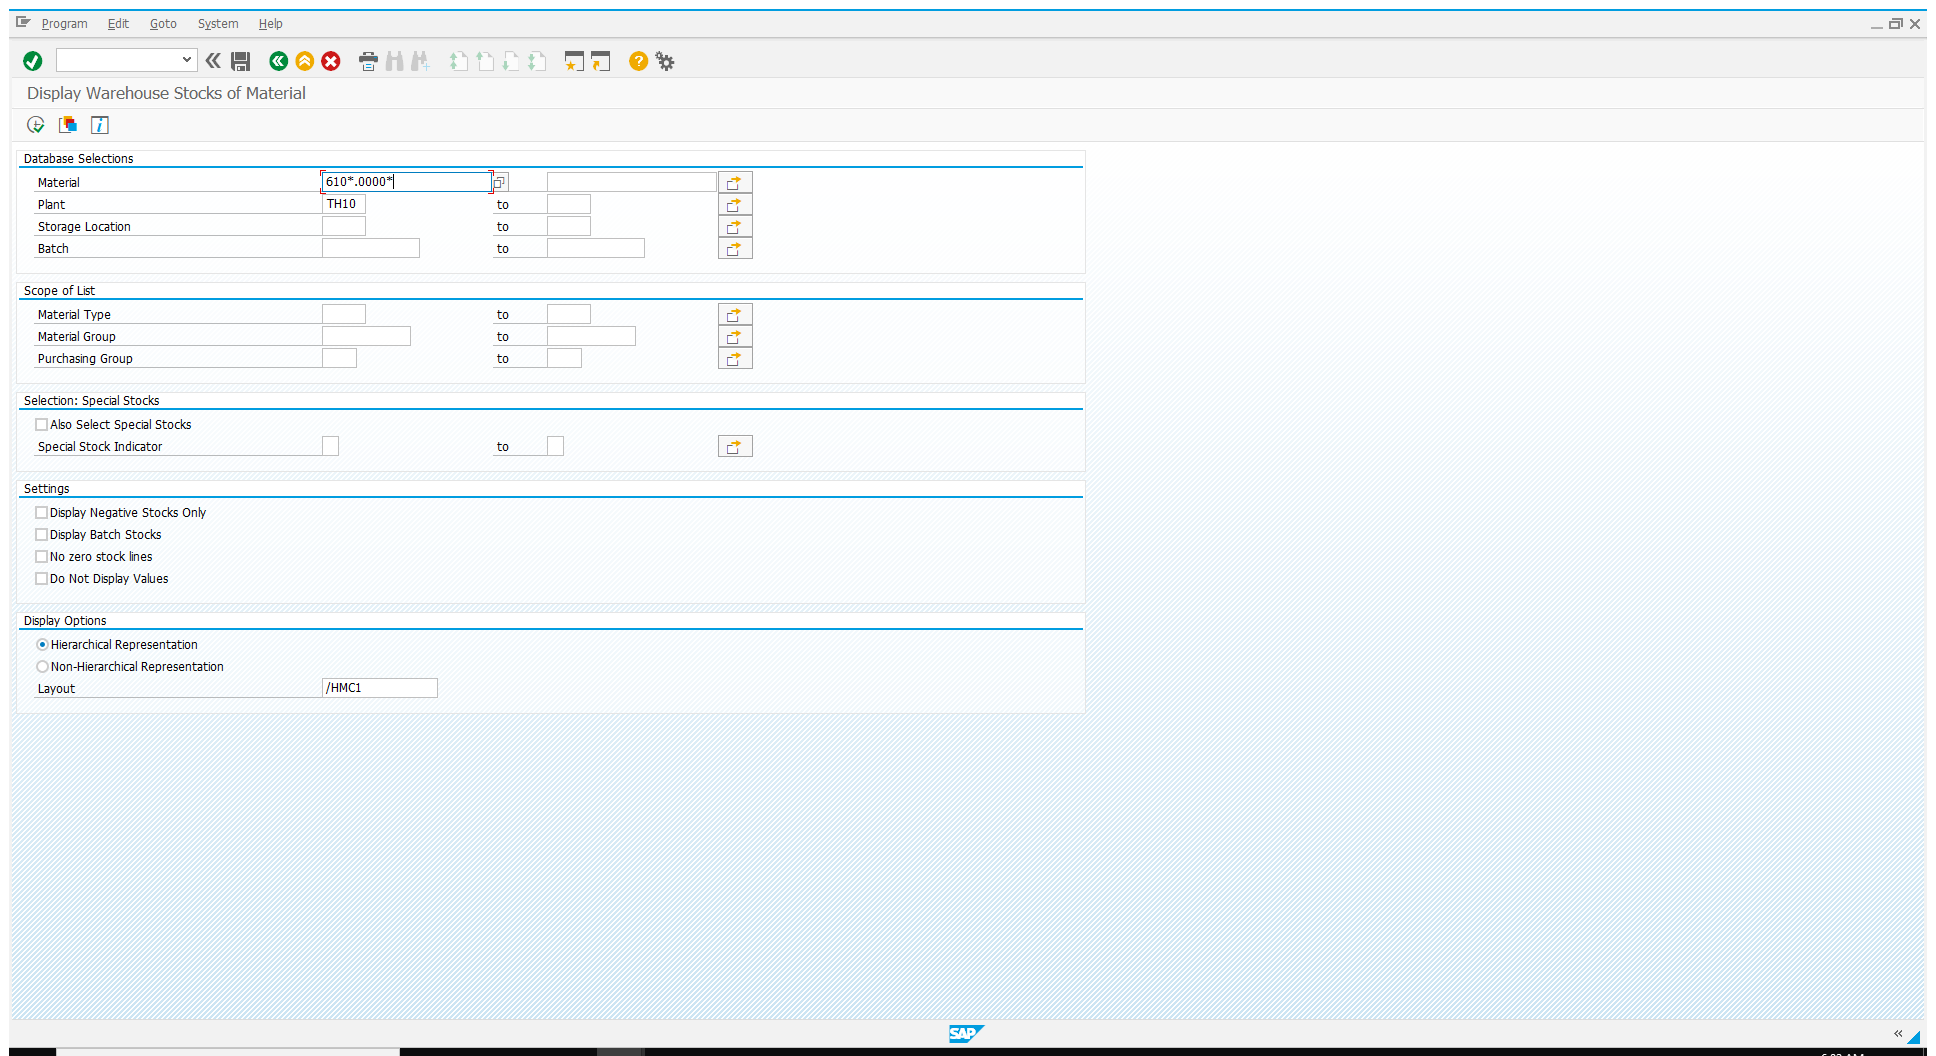 Program Edit Goto System Help
Display Warehouse Stocks of Material
Database Selections
Material 610*.0000*
Plant TH10 to
Storage Location to
Batch to
Scope of List
Material Type to
Material Group to
Purchasing Group to
Selection: Special Stocks
Also Select Special Stocks
Special Stock Indicator to
Settings
Display Negative Stocks Only
Display Batch Stocks
No zero stock lines
Do Not Display Values
Display Options
Hierarchical Representation
Non-Hierarchical Representation
Layout /HMC1
SAP